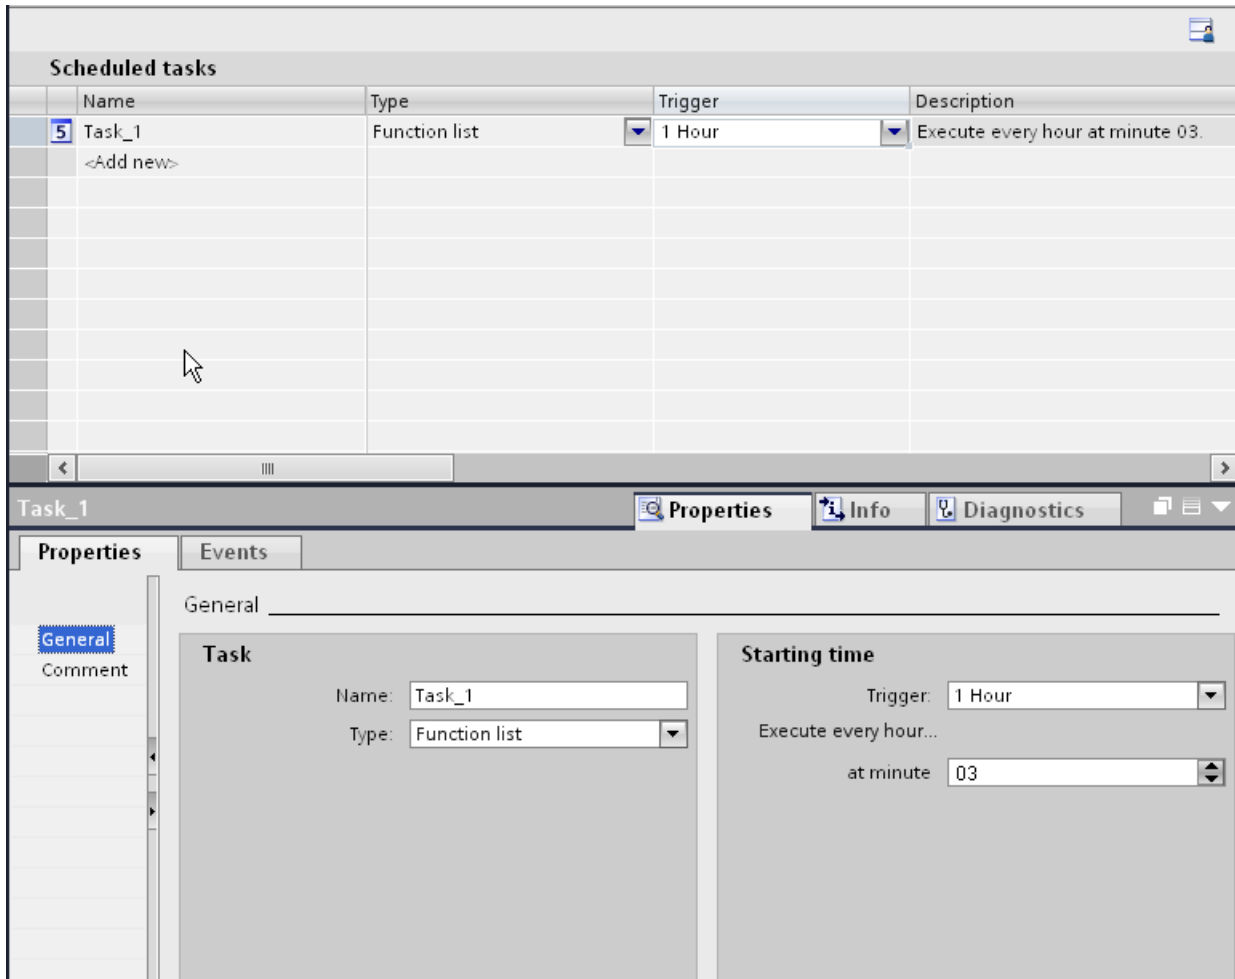 Scheduled tasks
Name Type Trigger Description
5 Task_1 Function list 1 Hour Execute every hour at minute 03.
<Add new>
Task_1 Properties Info Diagnostics
Properties Events
General
General
Comment
Task
Name: Task_1
Type: Function list
Starting time
Trigger: 1 Hour
Execute every hour...
at minute 03